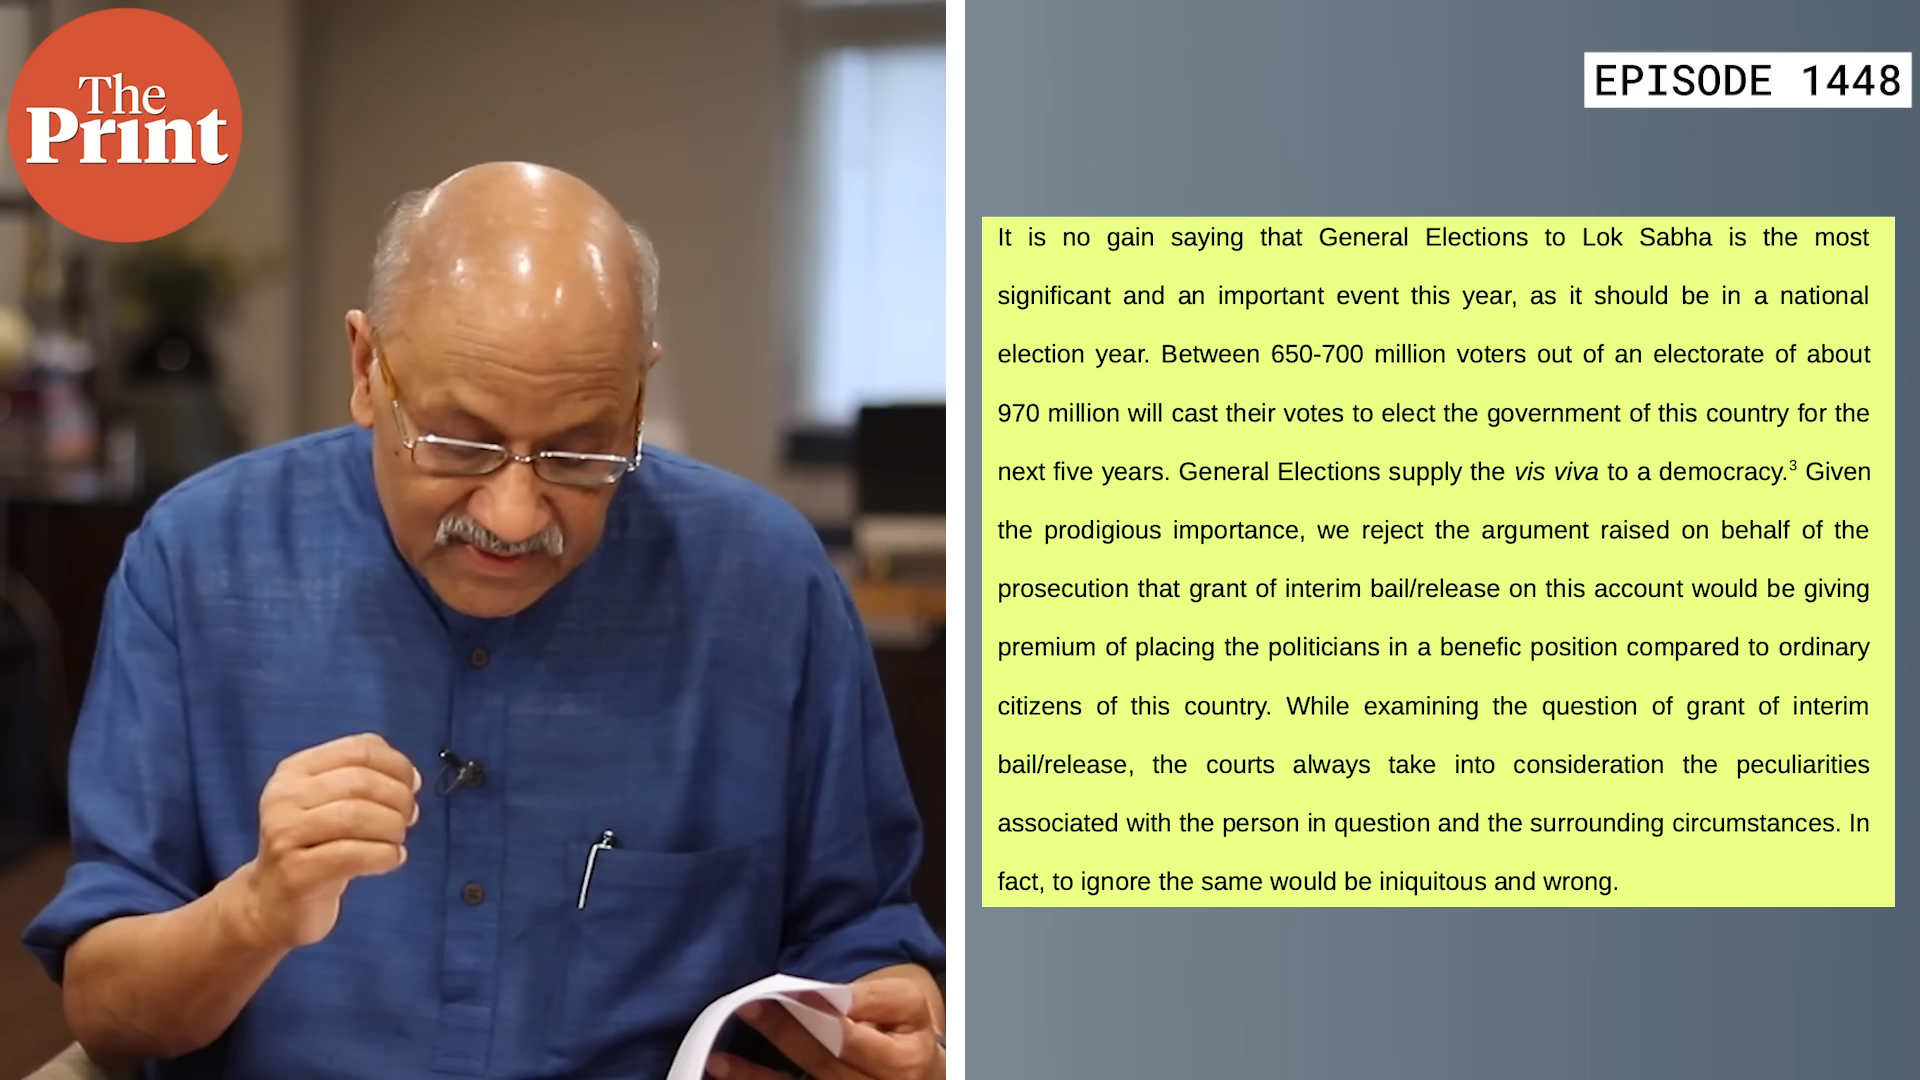 The
Print
EPISODE 1448
It is no gain saying that General Elections to Lok Sabha is the most
significant and an important event this year, as it should be in a national
election year. Between 650-700 million voters out of an electorate of about
970 million will cast their votes to elect the government of this country for the
next five years. General Elections supply the vis viva to a democracy.³ Given
the prodigious importance, we reject the argument raised on behalf of the
prosecution that grant of interim bail/release on this account would be giving
premium of placing the politicians in a benefic position compared to ordinary
citizens of this country. While examining the question of grant of interim
bail/release, the courts always take into consideration the peculiarities
associated with the person in question and the surrounding circumstances. In
fact, to ignore the same would be iniquitous and wrong.